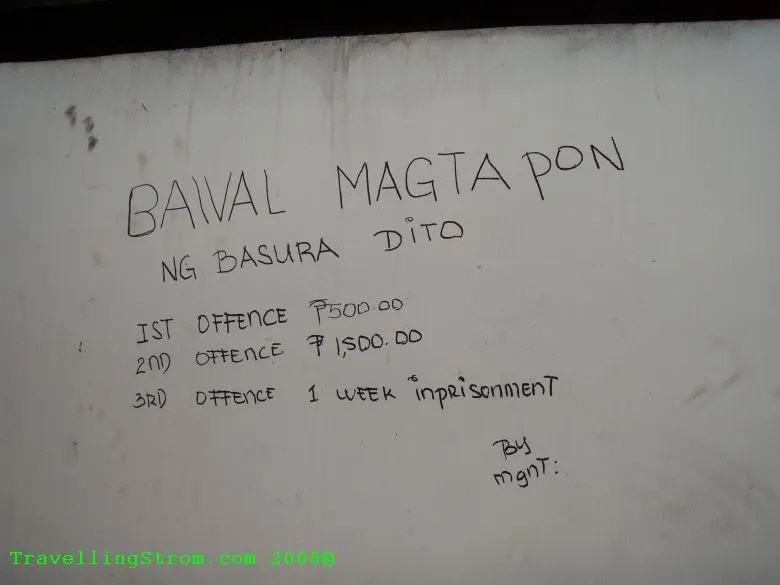 BAWAL MAGTAPON
NG BASURA DITO
1ST OFFENCE ₱500.00
2ND OFFENCE ₱1,500.00
3RD OFFENCE 1 WEEK inpRisonmenT
By
mgnT:
TravellingStrom.com 2008©